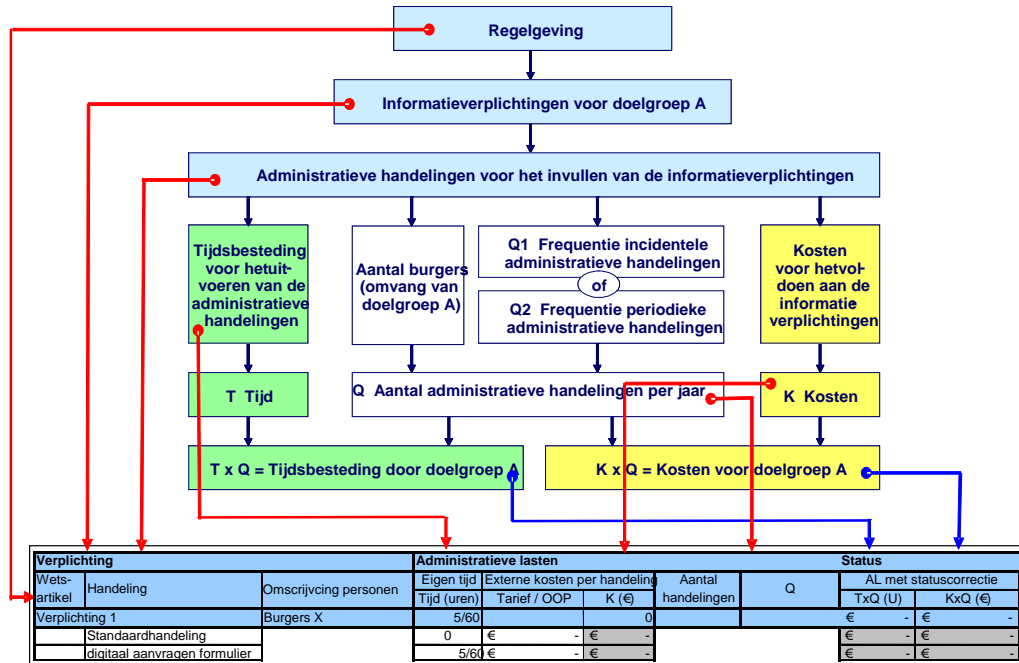 Regelgeving
Informatieverplichtingen voor doelgroep A
Administratieve handelingen voor het invullen van de informatieverplichtingen
Tijdsbesteding
voor hetuit-
voeren van de
administratieve
handelingen
Aantal burgers
(omvang van
doelgroep A)
Q1 Frequentie incidentele
administratieve handelingen
of
Q2 Frequentie periodieke
administratieve handelingen
Kosten
voor hetvol-
doen aan de
informatie
verplichtingen
T Tijd
Q Aantal administratieve handelingen per jaar
K Kosten
T x Q = Tijdsbesteding door doelgroep A
K x Q = Kosten voor doelgroep A
Verplichting Administratieve lasten Status
Wets-
artikel
Handeling
Omscrijvcing personen
Eigen tijd Externe kosten per handeling
Aantal
handelingen
Q
AL met statuscorrectie
Tijd (uren) Tarief / OOP K (€) TxQ (U) KxQ (€)
Verplichting 1 Burgers X 5/60 0 € - € -
Standaardhandeling 0 € - € - € - € -
digitaal aanvragen formulier 5/60 € - € - € - € -